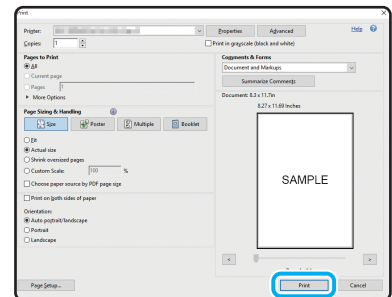 Print
Printer: Properties Advanced Help
Copies: 1 Print in grayscale (black and white)
Pages to Print
All
Current page
Pages 1
More Options
Comments & Forms
Document and Markups
Summarize Comments
Page Sizing & Handling
Size Poster Multiple Booklet
Fit
Actual size
Shrink oversized pages
Custom Scale: 100 %
Choose paper source by PDF page size
Print on both sides of paper
Orientation:
Auto portrait/landscape
Portrait
Landscape
Document: 8.3 x 11.7in
8.27 x 11.69 Inches
SAMPLE
< >
Page Setup... Print Cancel